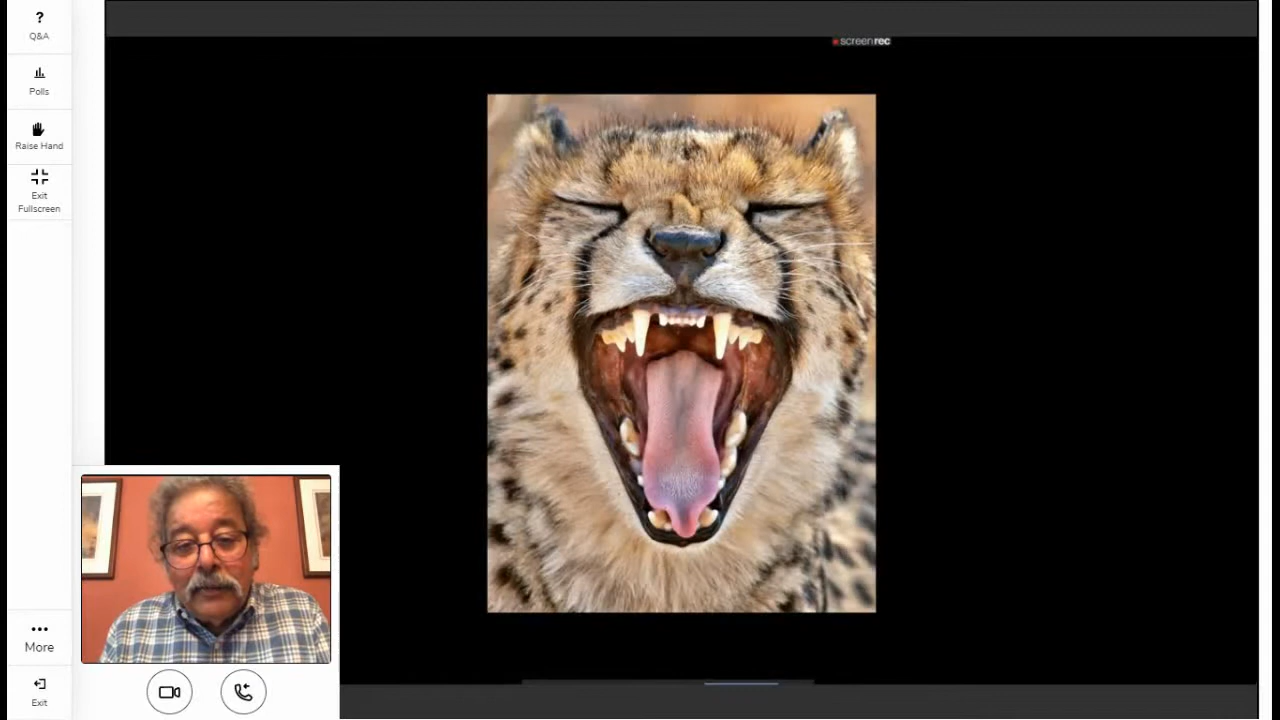 ?
Q&A
Polls
Raise Hand
Exit
Fullscreen
More
Exit
screenrec